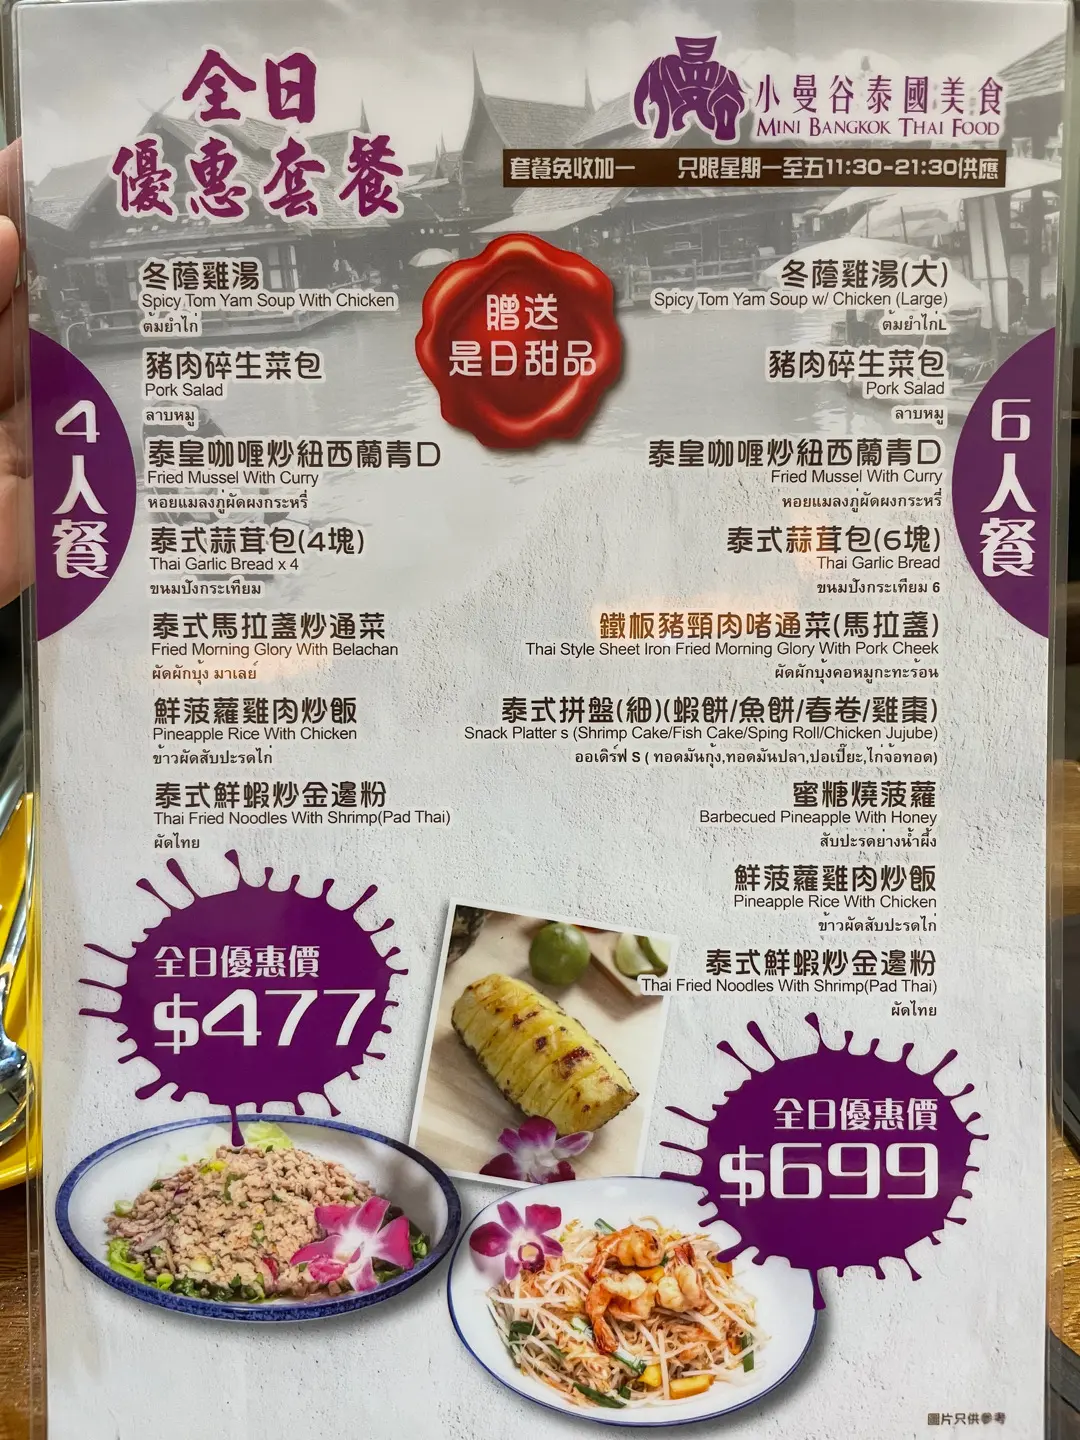 全日
優惠套餐
小曼谷泰國美食
MINI BANGKOK THAI FOOD
套餐免收加一 只限星期一至五11:30-21:30供應
贈送
是日甜品
4人餐
冬蔭雞湯
Spicy Tom Yam Soup With Chicken
ต้มยำไก่
豬肉碎生菜包
Pork Salad
ลาบหมู
泰皇咖喱炒紐西蘭青口
Fried Mussel With Curry
หอยแมลงภู่ผัดผงกระหรี่
泰式蒜茸包(4塊)
Thai Garlic Bread x 4
ขนมปังกระเทียม
泰式馬拉盞炒通菜
Fried Morning Glory With Belachan
ผัดผักบุ้ง มาเลย์
鮮菠蘿雞肉炒飯
Pineapple Rice With Chicken
ข้าวผัดสับปะรดไก่
泰式鮮蝦炒金邊粉
Thai Fried Noodles With Shrimp(Pad Thai)
ผัดไทย
全日優惠價
$477
6人餐
冬蔭雞湯(大)
Spicy Tom Yam Soup w/ Chicken (Large)
ต้มยำไก่L
豬肉碎生菜包
Pork Salad
ลาบหมู
泰皇咖喱炒紐西蘭青口
Fried Mussel With Curry
หอยแมลงภู่ผัดผงกระหรี่
泰式蒜茸包(6塊)
Thai Garlic Bread
ขนมปังกระเทียม 6
鐵板豬頸肉啫通菜(馬拉盞)
Thai Style Sheet Iron Fried Morning Glory With Pork Cheek
ผัดผักบุ้งคอหมูกะทะร้อน
泰式拼盤(細)(蝦餅/魚餅/春卷/雞棗)
Snack Platter s (Shrimp Cake/Fish Cake/Sping Roll/Chicken Jujube)
ออเดิร์ฟ S ( ทอดมันกุ้ง,ทอดมันปลา,ปอเปี๊ยะ,ไก่จ้อทอด)
蜜糖燒菠蘿
Barbecued Pineapple With Honey
สับปะรดย่างน้ำผึ้ง
鮮菠蘿雞肉炒飯
Pineapple Rice With Chicken
ข้าวผัดสับปะรดไก่
泰式鮮蝦炒金邊粉
Thai Fried Noodles With Shrimp(Pad Thai)
ผัดไทย
全日優惠價
$699
圖片只供參考